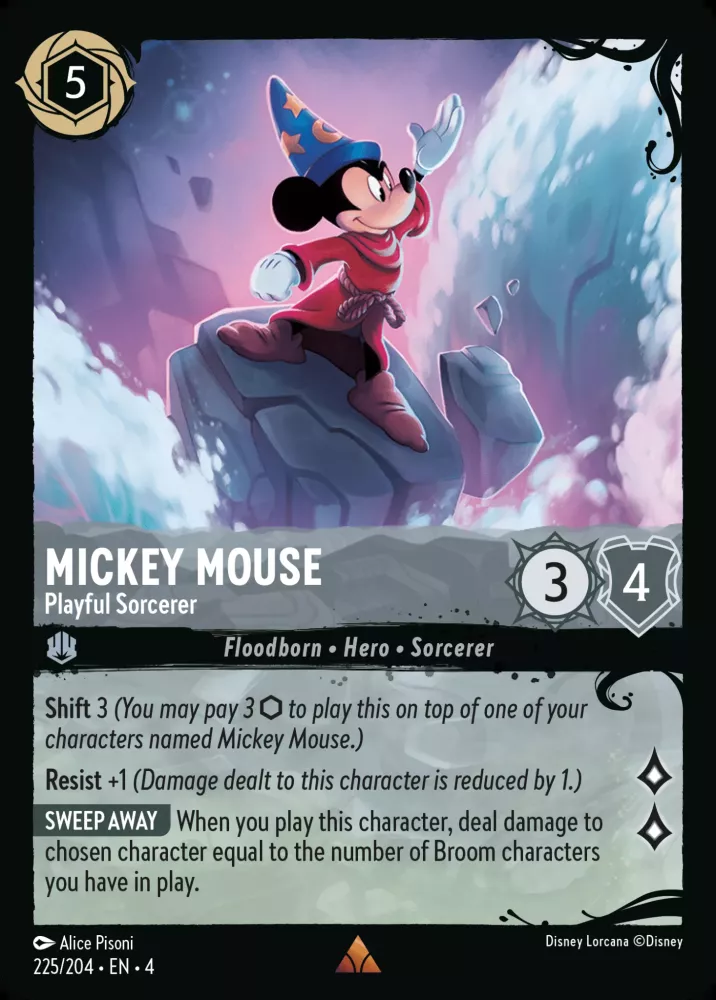 5
MICKEY MOUSE
Playful Sorcerer
3
4
Floodborn • Hero • Sorcerer
Shift 3 (You may pay 3 ⬡ to play this on top of one of your
characters named Mickey Mouse.)
Resist +1 (Damage dealt to this character is reduced by 1.)
SWEEP AWAY When you play this character, deal damage to
chosen character equal to the number of Broom characters
you have in play.
Alice Pisoni
Disney Lorcana ©Disney
225/204 • EN • 4